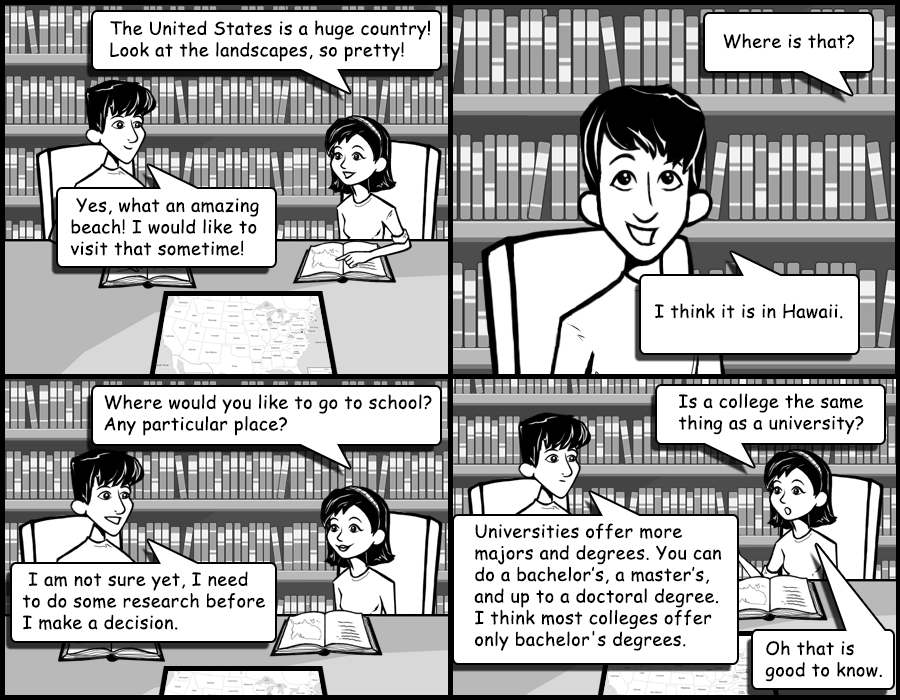 The United States is a huge country!
Look at the landscapes, so pretty!
Yes, what an amazing
beach! I would like to
visit that sometime!
Where is that?
I think it is in Hawaii.
Where would you like to go to school?
Any particular place?
I am not sure yet, I need
to do some research before
I make a decision.
Is a college the same
thing as a university?
Universities offer more
majors and degrees. You can
do a bachelor's, a master's,
and up to a doctoral degree.
I think most colleges offer
only bachelor's degrees.
Oh that is
good to know.